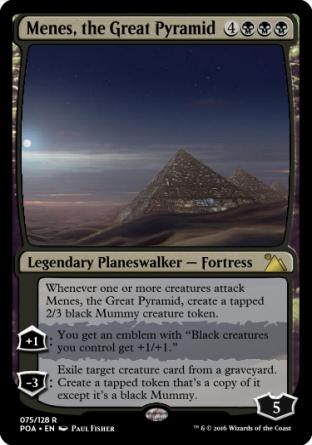 Menes, the Great Pyramid 4
Legendary Planeswalker — Fortress
Whenever one or more creatures attack
Menes, the Great Pyramid, create a tapped
2/3 black Mummy creature token.
+1: You get an emblem with “Black creatures
you control get +1/+1.”
Exile target creature card from a graveyard.
-3: Create a tapped token that’s a copy of it
except it’s a black Mummy.
5
075/128 R
POA • EN Paul Fisher
™ & © 2016 Wizards of the Coast